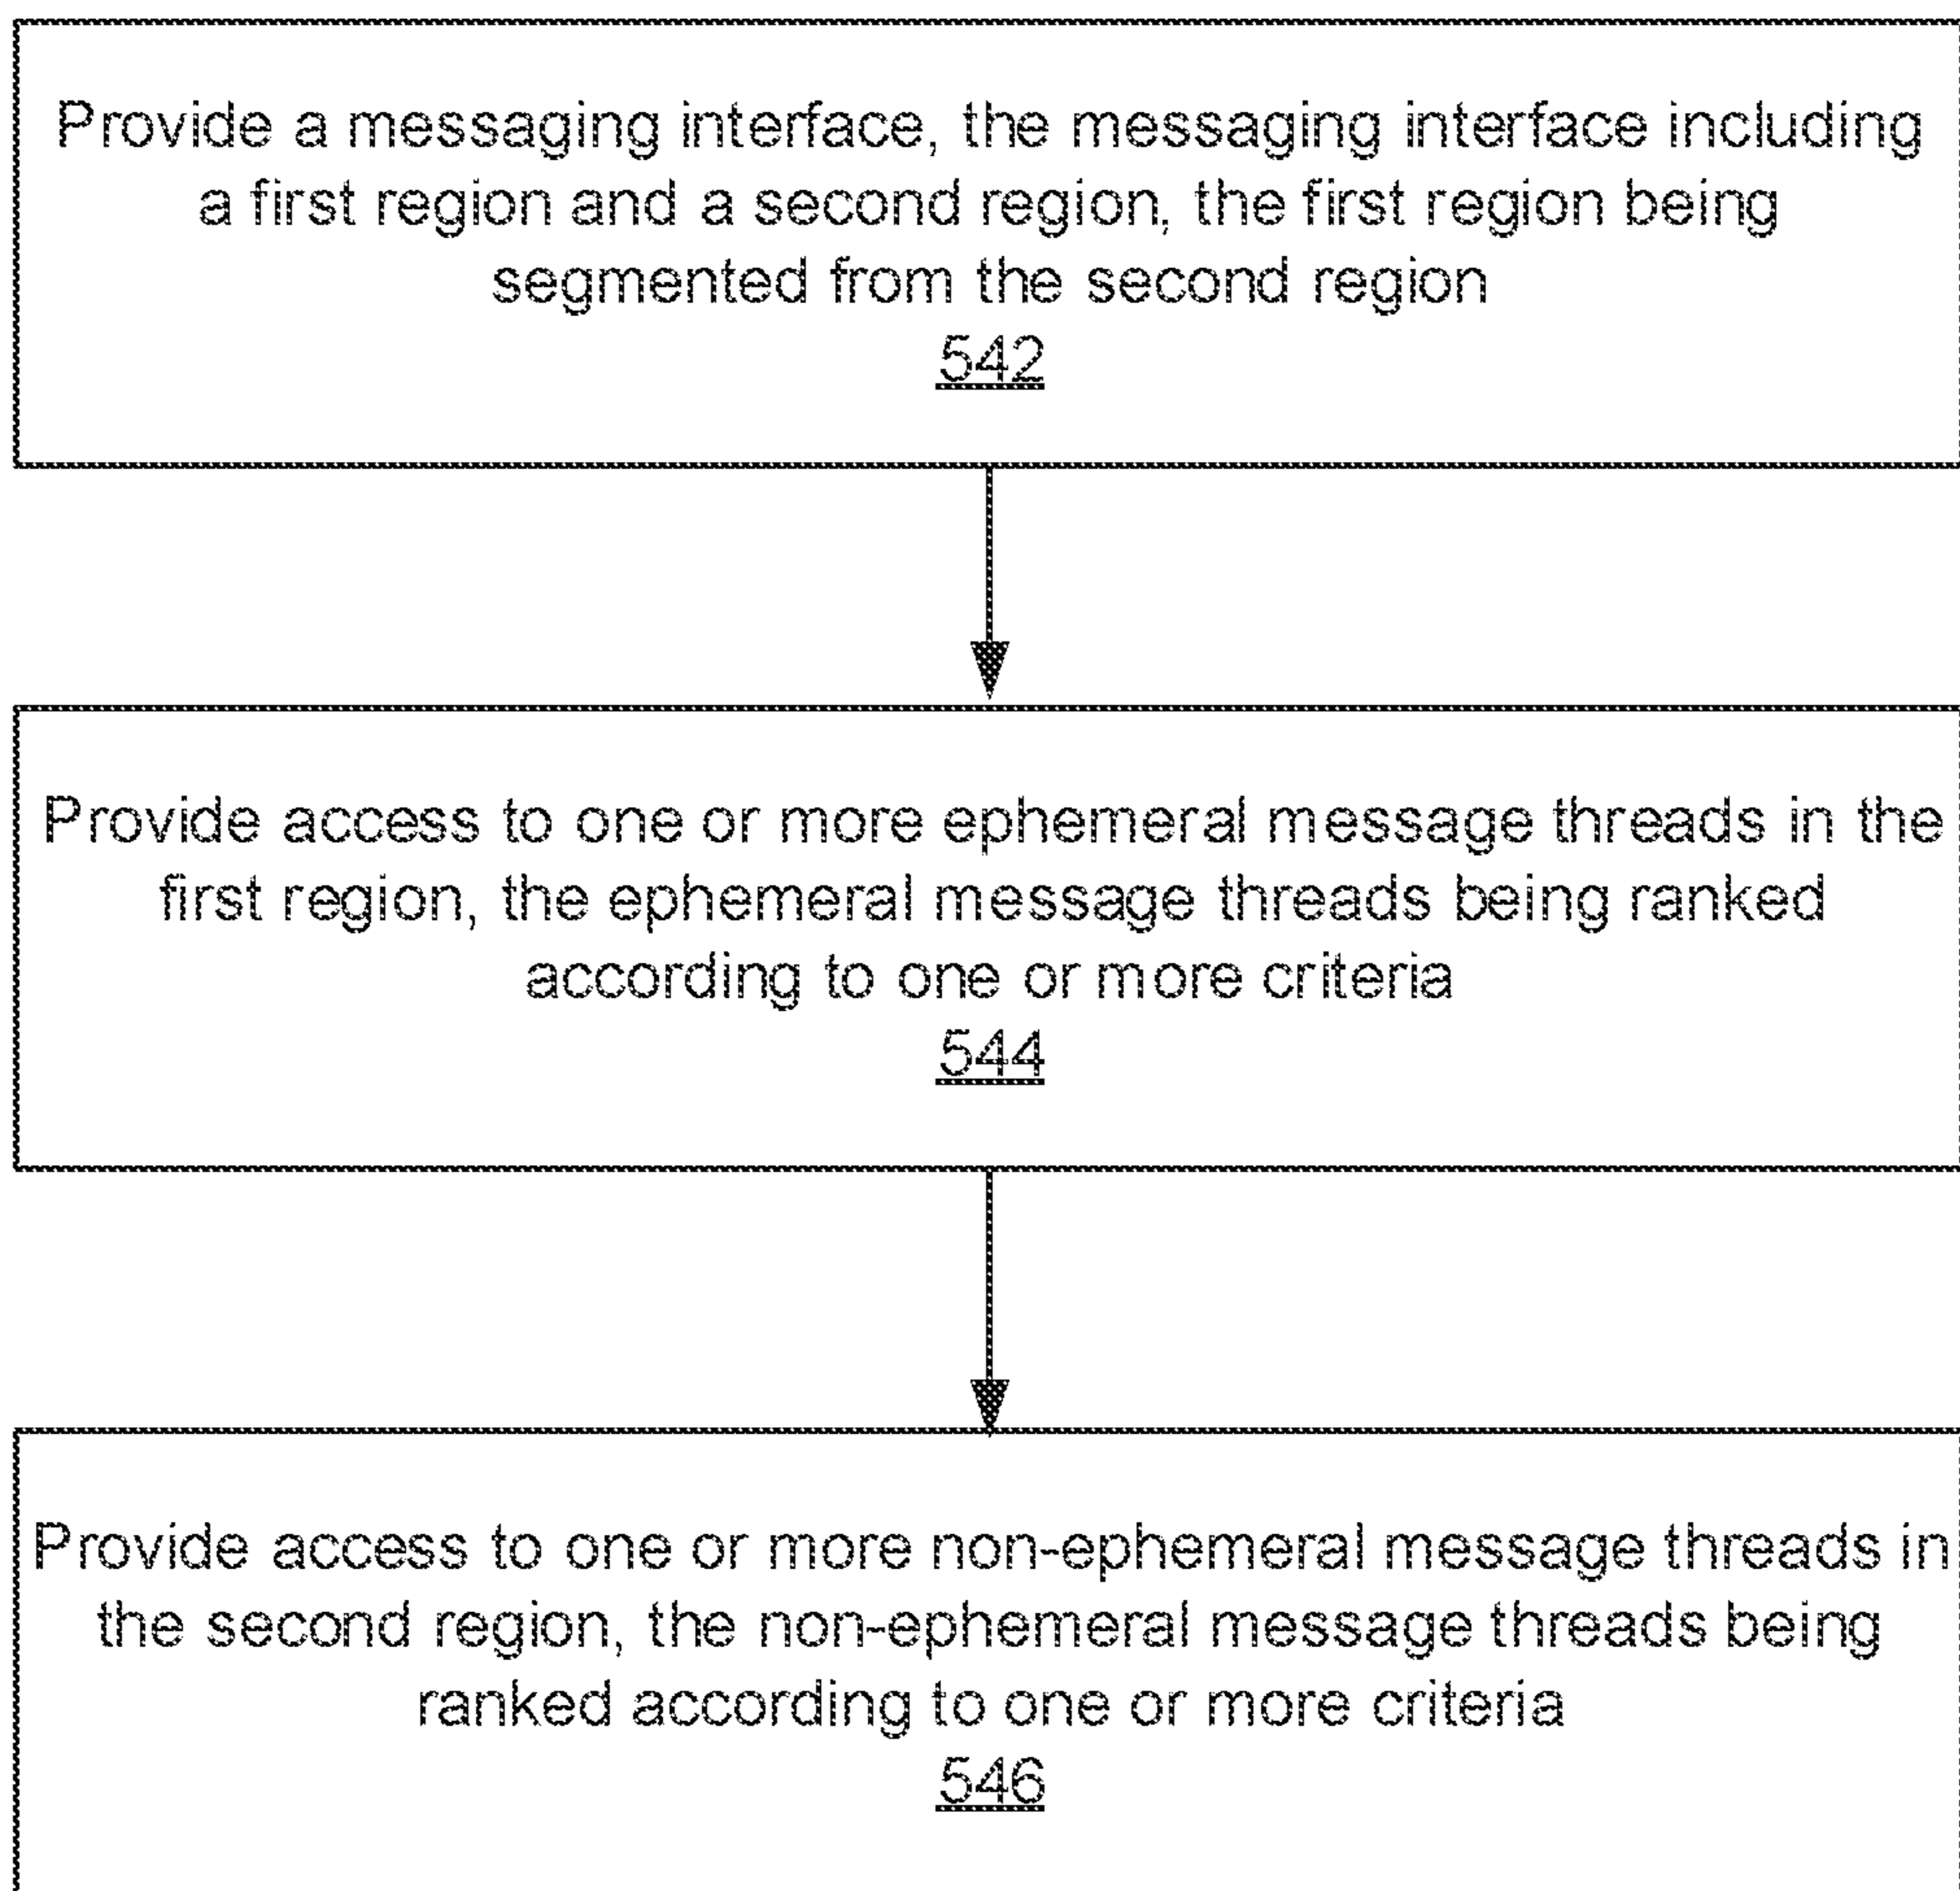 Provide a messaging interface, the messaging interface including
a first region and a second region, the first region being
segmented from the second region
542
Provide access to one or more ephemeral message threads in the
first region, the ephemeral message threads being ranked
according to one or more criteria
544
Provide access to one or more non-ephemeral message threads in
the second region, the non-ephemeral message threads being
ranked according to one or more criteria
546